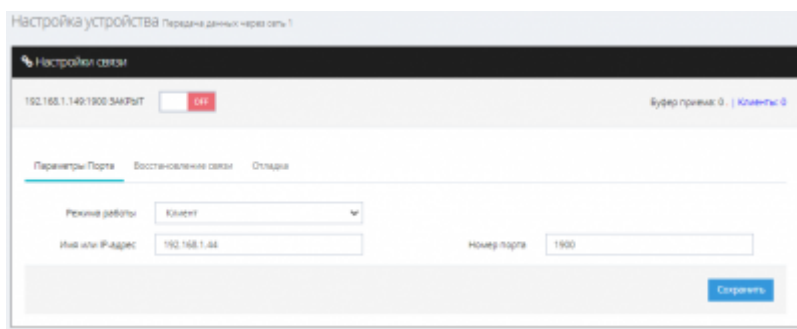 Настройка устройства Передача данных через сеть 1
Настройки связи
192.168.1.149:1900 ЗАКРЫТ OFF Буфер приема: 0. | Клиенты: 0
Параметры Порта Восстановление связи Отладка
Режима работы Клиент
Имя или IP-адрес 192.168.1.44 Номер порта 1900
Сохранить